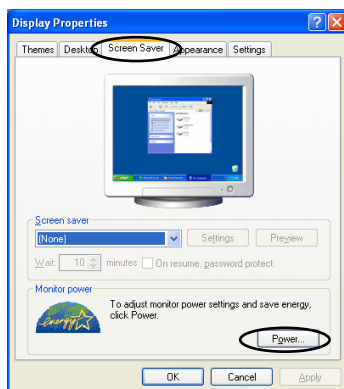 Display Properties
Themes Desktop Screen Saver Appearance Settings
Screen saver
(None) Settings Preview
Wait: 10 minutes On resume, password protect
Monitor power
To adjust monitor power settings and save energy,
click Power.
energy
Power...
OK Cancel Apply